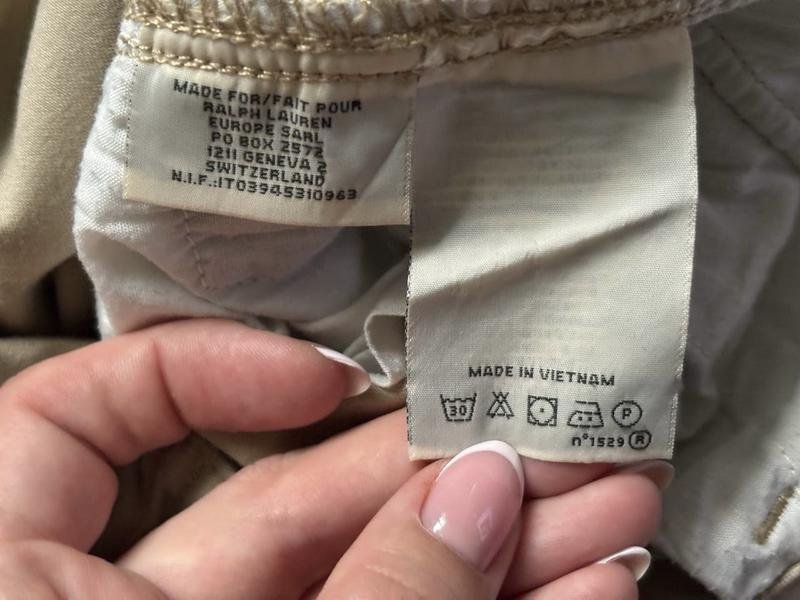 MADE FOR/FAIT POUR
RALPH LAUREN
EUROPE SARL
PO BOX 2572
1211 GENEVA 2
SWITZERLAND
N.I.F.:IT03945310963
MADE IN VIETNAM
30 P
n°1529 R